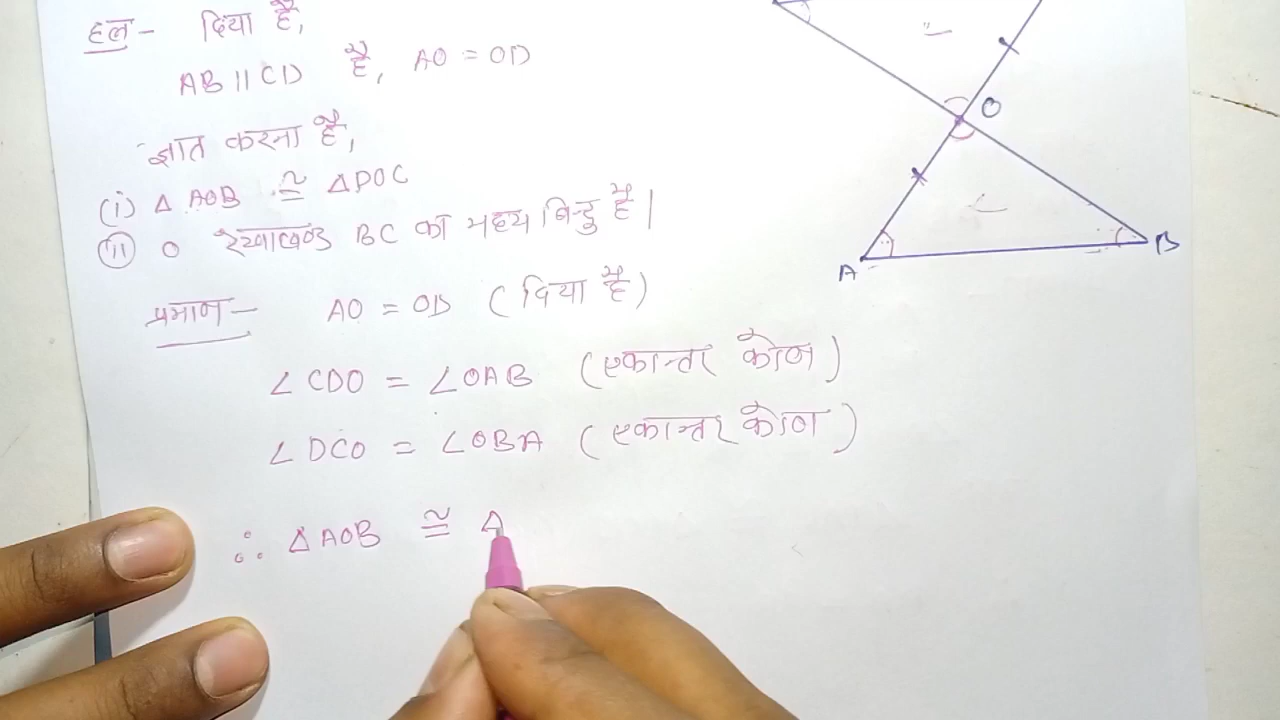 हल - दिया है,
AB || CD है, AO = OD
ज्ञात करना है,
(i) Δ AOB ≅ ΔDOC
(ii) O रेखाखण्ड BC का मध्य बिन्दु है।
प्रमाण - AO = OD (दिया है)
∠CDO = ∠OAB (एकान्तर कोण)
∠DCO = ∠OBA (एकान्तर कोण)
∴ ΔAOB ≅ Δ
O
B
A